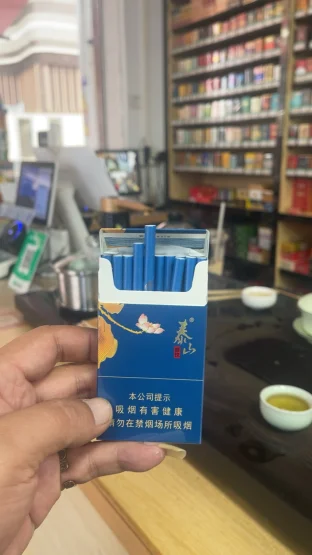 泰山
本公司提示
吸烟有害健康
请勿在禁烟场所吸烟